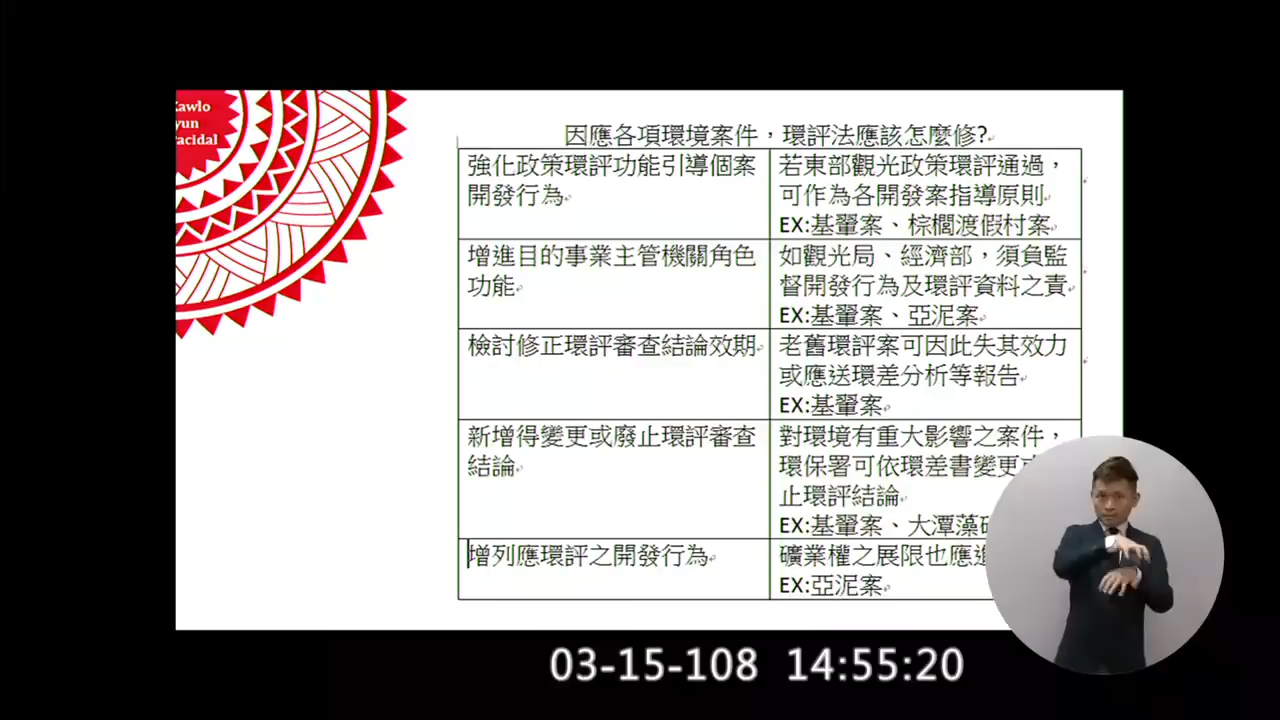 Kawlo
yun
acidal
因應各項環境案件，環評法應該怎麼修?
強化政策環評功能引導個案
開發行為
若東部觀光政策環評通過，
可作為各開發案指導原則
EX:基翬案、棕櫚渡假村案
增進目的事業主管機關角色
功能
如觀光局、經濟部，須負監
督開發行為及環評資料之責
EX:基翬案、亞泥案
檢討修正環評審查結論效期
老舊環評案可因此失其效力
或應送環差分析等報告
EX:基翬案
新增得變更或廢止環評審查
結論
對環境有重大影響之案件，
環保署可依環差書變更
止環評結論
EX:基翬案、大潭藻
增列應環評之開發行為
礦業權之展限也應
EX:亞泥案
03-15-108 14:55:20